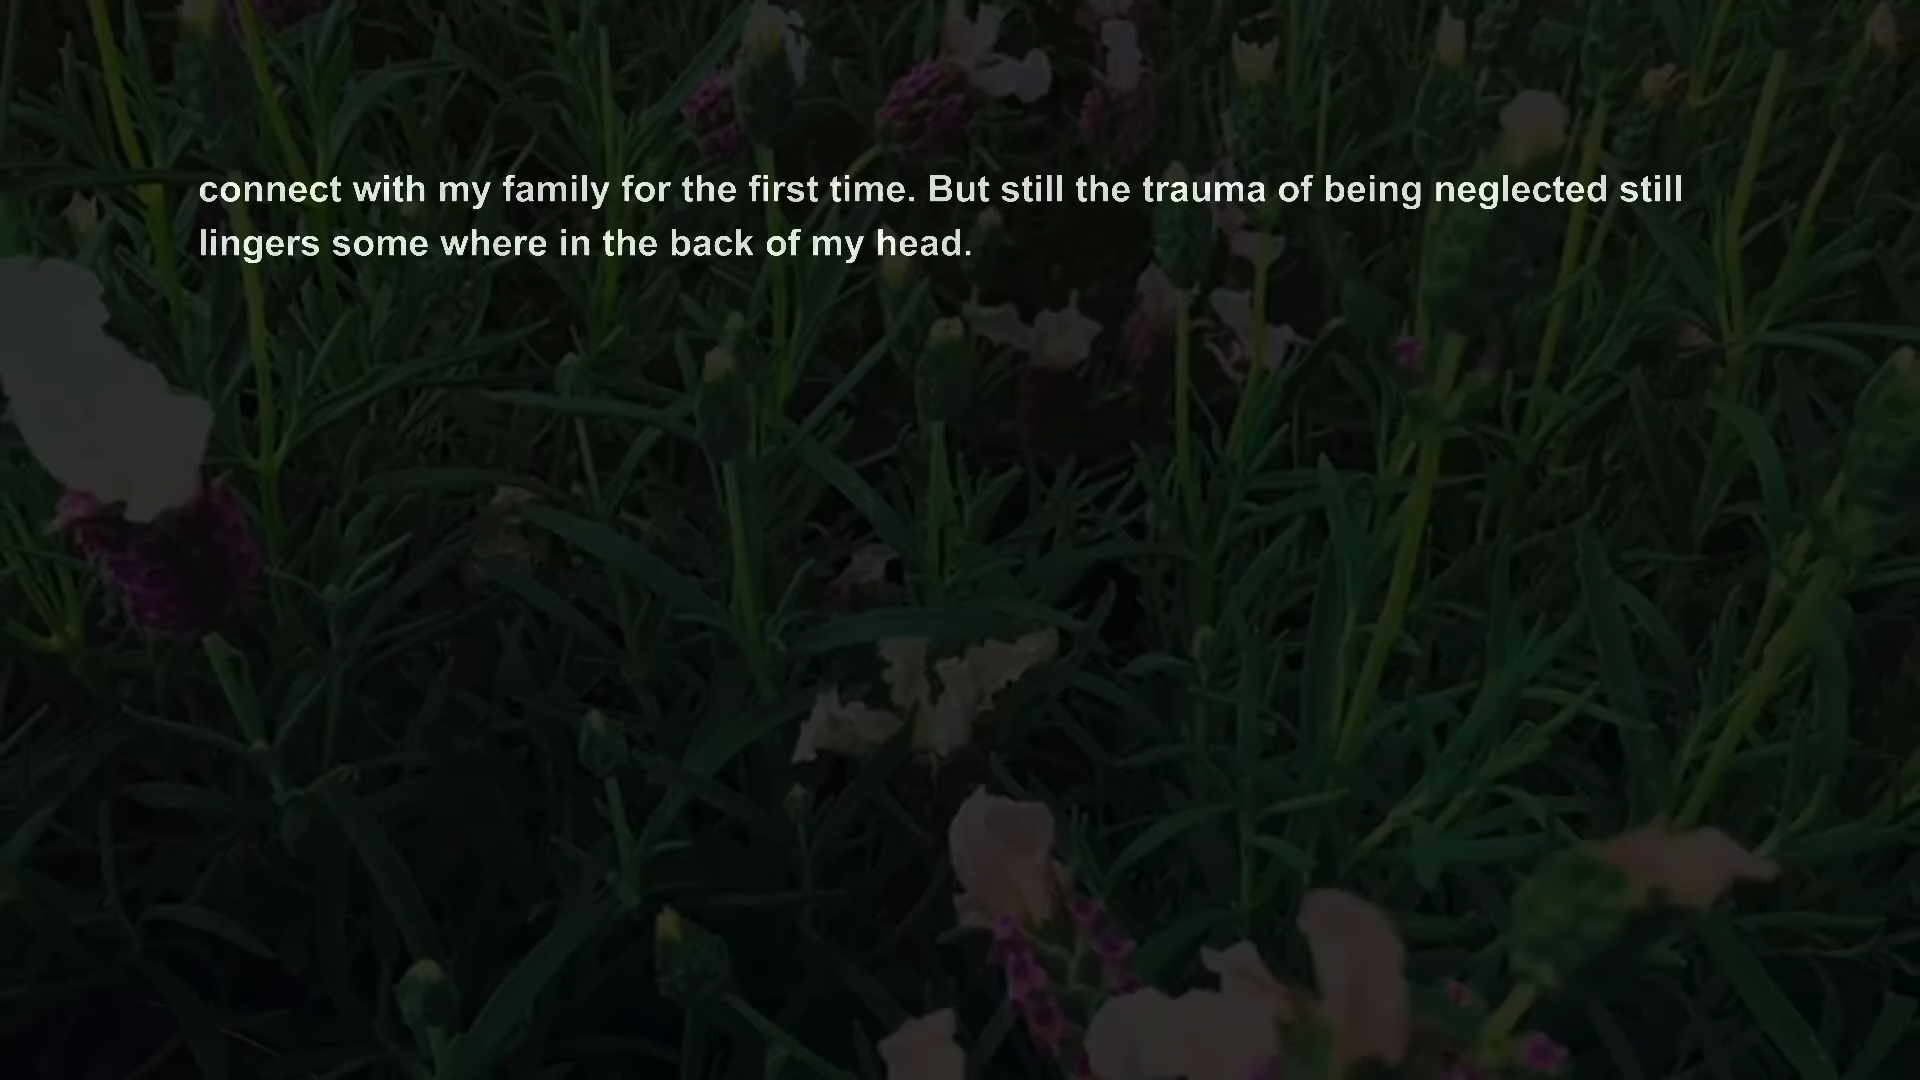 connect with my family for the first time. But still the trauma of being neglected still
lingers some where in the back of my head.